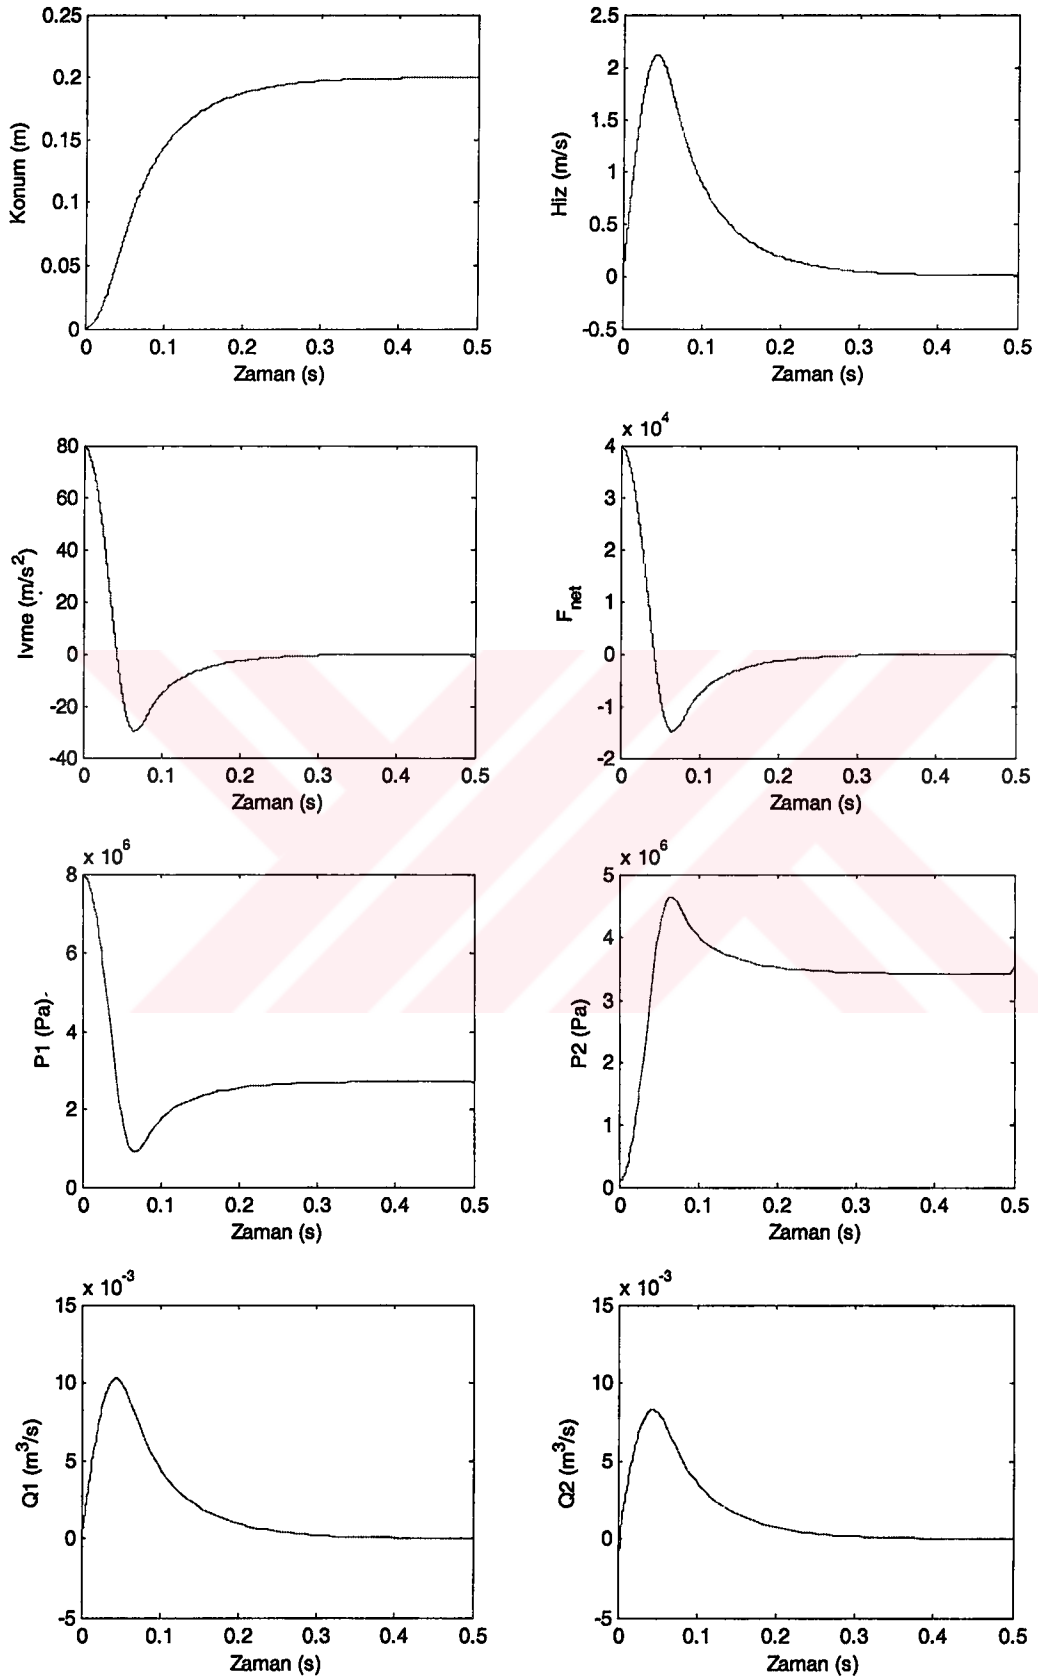 0.25
0.2
0.15
0.1
0.05
0
Konum (m)
0 0.1 0.2 0.3 0.4 0.5
Zaman (s)
2.5
2
1.5
1
0.5
0
-0.5
Hiz (m/s)
0 0.1 0.2 0.3 0.4 0.5
Zaman (s)
80
60
40
20
0
-20
-40
Ivme (m/s²)
0 0.1 0.2 0.3 0.4 0.5
Zaman (s)
x 10⁴
4
3
2
1
0
-1
-2
Fnet
0 0.1 0.2 0.3 0.4 0.5
Zaman (s)
x 10⁶
8
6
4
2
0
P1 (Pa)
0 0.1 0.2 0.3 0.4 0.5
Zaman (s)
x 10⁶
5
4
3
2
1
0
P2 (Pa)
0 0.1 0.2 0.3 0.4 0.5
Zaman (s)
x 10⁻³
15
10
5
0
-5
Q1 (m³/s)
0 0.1 0.2 0.3 0.4 0.5
Zaman (s)
x 10⁻³
15
10
5
0
-5
Q2 (m³/s)
0 0.1 0.2 0.3 0.4 0.5
Zaman (s)